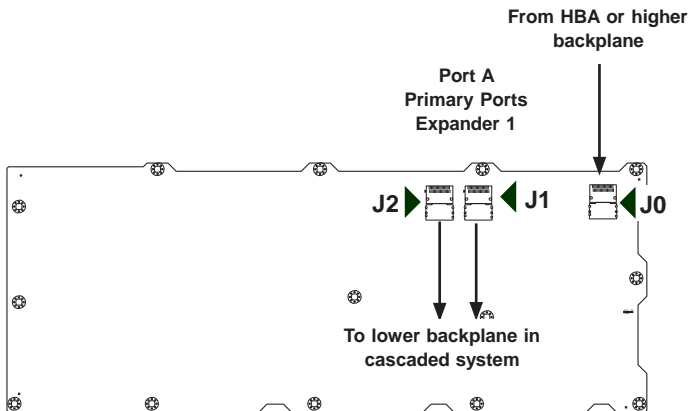 From HBA or higher
backplane
Port A
Primary Ports
Expander 1
J2
J1
J0
To lower backplane in
cascaded system